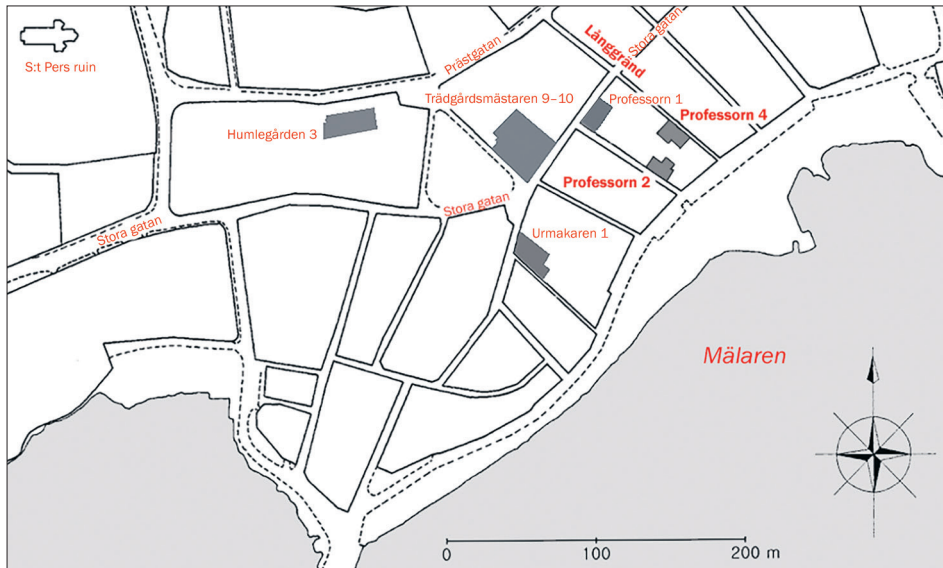 Stora gatan
Prästgatan
Långgränd
S:t Pers ruin
Trädgårdsmästaren 9–10
Professorn 1
Professorn 4
Humlegården 3
Professorn 2
Stora gatan
Stora gatan
Urmakaren 1
Mälaren
0
100
200 m